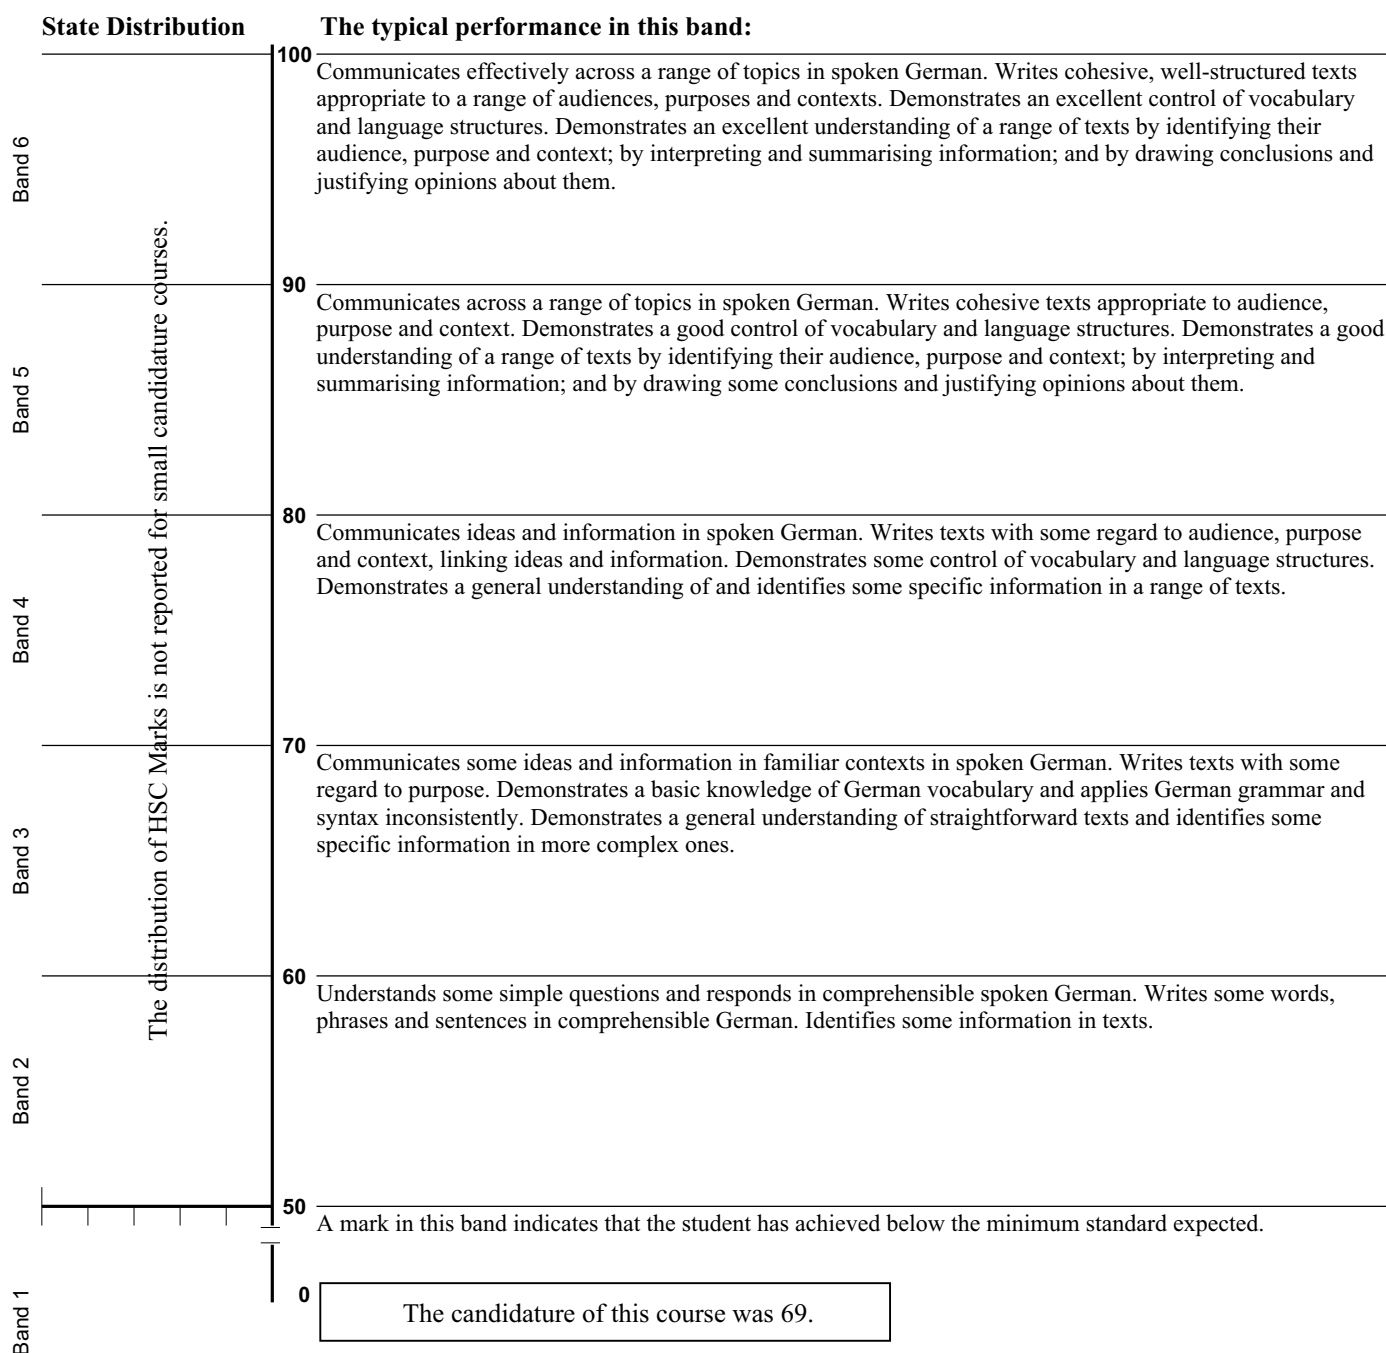 State Distribution
The typical performance in this band:
100
Communicates effectively across a range of topics in spoken German. Writes cohesive, well-structured texts
appropriate to a range of audiences, purposes and contexts. Demonstrates an excellent control of vocabulary
and language structures. Demonstrates an excellent understanding of a range of texts by identifying their
audience, purpose and context; by interpreting and summarising information; and by drawing conclusions and
justifying opinions about them.
Band 6
90
Communicates across a range of topics in spoken German. Writes cohesive texts appropriate to audience,
purpose and context. Demonstrates a good control of vocabulary and language structures. Demonstrates a good
understanding of a range of texts by identifying their audience, purpose and context; by interpreting and
summarising information; and by drawing some conclusions and justifying opinions about them.
Band 5
80
Communicates ideas and information in spoken German. Writes texts with some regard to audience, purpose
and context, linking ideas and information. Demonstrates some control of vocabulary and language structures.
Demonstrates a general understanding of and identifies some specific information in a range of texts.
Band 4
The distribution of HSC Marks is not reported for small candidature courses.
70
Communicates some ideas and information in familiar contexts in spoken German. Writes texts with some
regard to purpose. Demonstrates a basic knowledge of German vocabulary and applies German grammar and
syntax inconsistently. Demonstrates a general understanding of straightforward texts and identifies some
specific information in more complex ones.
Band 3
60
Understands some simple questions and responds in comprehensible spoken German. Writes some words,
phrases and sentences in comprehensible German. Identifies some information in texts.
Band 2
50
A mark in this band indicates that the student has achieved below the minimum standard expected.
0
Band 1
The candidature of this course was 69.